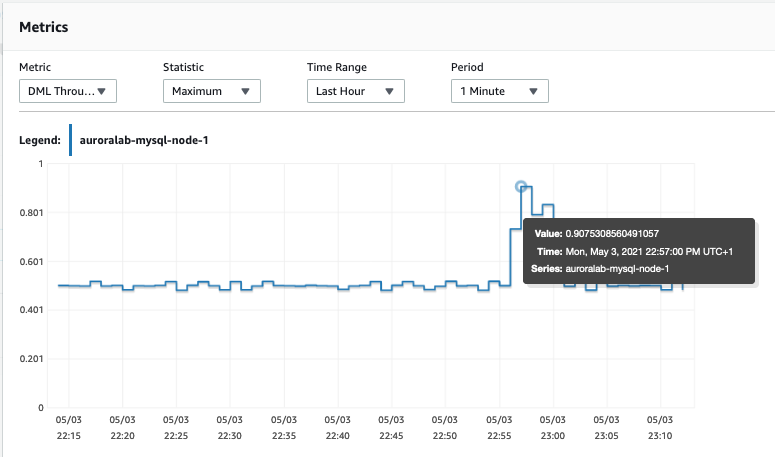 Metrics
Metric Statistic Time Range Period
DML Throu... Maximum Last Hour 1 Minute
Legend: auroralab-mysql-node-1
1
0.801
0.601
0.401
0.201
0
Value: 0.9075308560491057
Time: Mon, May 3, 2021 22:57:00 PM UTC+1
Series: auroralab-mysql-node-1
05/03 05/03 05/03 05/03 05/03 05/03 05/03 05/03 05/03 05/03 05/03 05/03
22:15 22:20 22:25 22:30 22:35 22:40 22:45 22:50 22:55 23:00 23:05 23:10